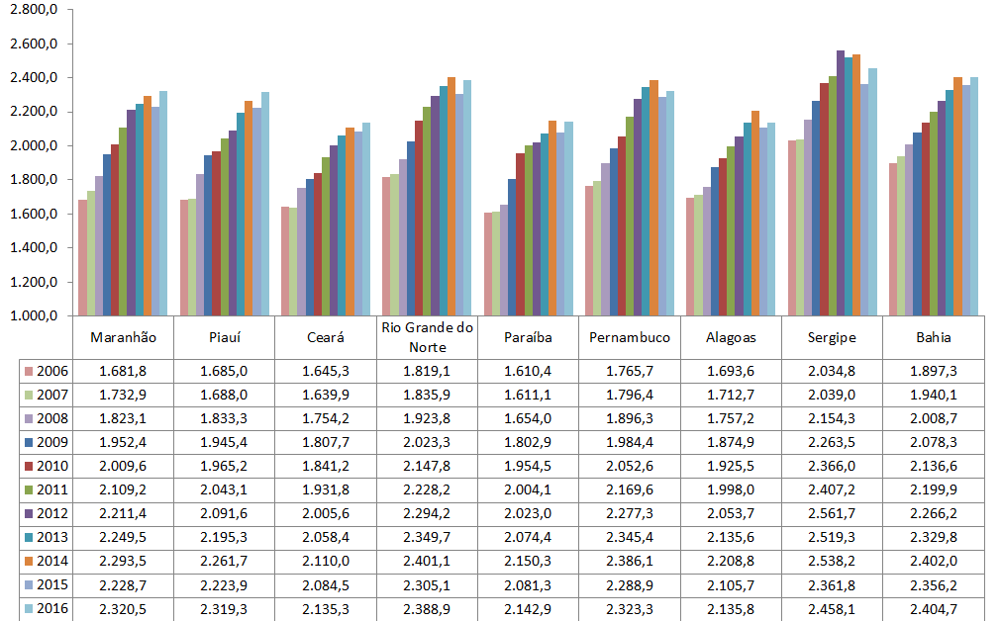 2.800,0
2.600,0
2.400,0
2.200,0
2.000,0
1.800,0
1.600,0
1.400,0
1.200,0
1.000,0
Maranhão Piauí Ceará Rio Grande do Norte Paraíba Pernambuco Alagoas Sergipe Bahia
2006 1.681,8 1.685,0 1.645,3 1.819,1 1.610,4 1.765,7 1.693,6 2.034,8 1.897,3
2007 1.732,9 1.688,0 1.639,9 1.835,9 1.611,1 1.796,4 1.712,7 2.039,0 1.940,1
2008 1.823,1 1.833,3 1.754,2 1.923,8 1.654,0 1.896,3 1.757,2 2.154,3 2.008,7
2009 1.952,4 1.945,4 1.807,7 2.023,3 1.802,9 1.984,4 1.874,9 2.263,5 2.078,3
2010 2.009,6 1.965,2 1.841,2 2.147,8 1.954,5 2.052,6 1.925,5 2.366,0 2.136,6
2011 2.109,2 2.043,1 1.931,8 2.228,2 2.004,1 2.169,6 1.998,0 2.407,2 2.199,9
2012 2.211,4 2.091,6 2.005,6 2.294,2 2.023,0 2.277,3 2.053,7 2.561,7 2.266,2
2013 2.249,5 2.195,3 2.058,4 2.349,7 2.074,4 2.345,4 2.135,6 2.519,3 2.329,8
2014 2.293,5 2.261,7 2.110,0 2.401,1 2.150,3 2.386,1 2.208,8 2.538,2 2.402,0
2015 2.228,7 2.223,9 2.084,5 2.305,1 2.081,3 2.288,9 2.105,7 2.361,8 2.356,2
2016 2.320,5 2.319,3 2.135,3 2.388,9 2.142,9 2.323,3 2.135,8 2.458,1 2.404,7